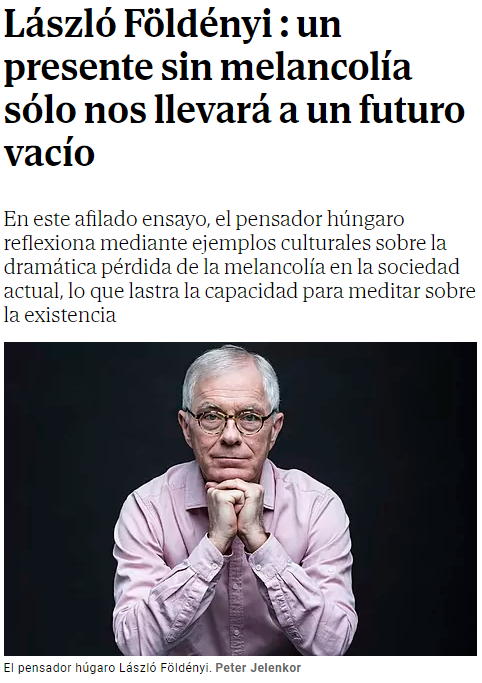 László Földényi : un
presente sin melancolía
sólo nos llevará a un futuro
vacío
En este afilado ensayo, el pensador húngaro
reflexiona mediante ejemplos culturales sobre la
dramática pérdida de la melancolía en la sociedad
actual, lo que lastra la capacidad para meditar sobre
la existencia
El pensador húgaro László Földényi. Peter Jelenkor